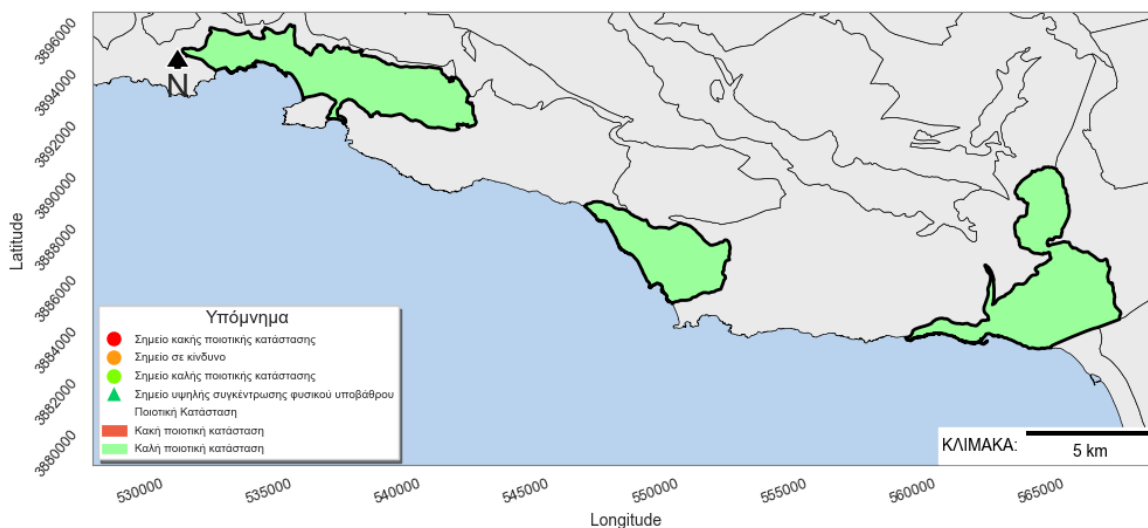 3896000
3894000
3892000
3890000
3888000
3886000
3884000
3882000
3880000
Latitude
N
Υπόμνημα
Σημείο κακής ποιοτικής κατάστασης
Σημείο σε κίνδυνο
Σημείο καλής ποιοτικής κατάστασης
Σημείο υψηλής συγκέντρωσης φυσικού υποβάθρου
Ποιοτική Κατάσταση
Κακή ποιοτική κατάσταση
Καλή ποιοτική κατάσταση
ΚΛΙΜΑΚΑ:
5 km
530000
535000
540000
545000
550000
555000
560000
565000
Longitude